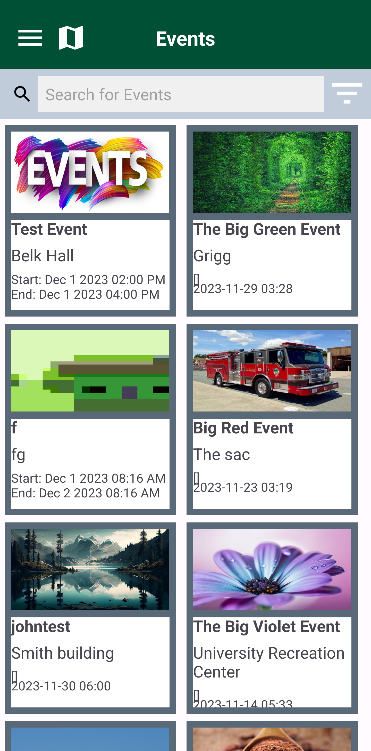 Events
Search for Events
EVENTS
Test Event
Belk Hall
Start: Dec 1 2023 02:00 PM
End: Dec 1 2023 04:00 PM
The Big Green Event
Grigg
2023-11-29 03:28
f
fg
Start: Dec 1 2023 08:16 AM
End: Dec 2 2023 08:16 AM
Big Red Event
The sac
2023-11-23 03:19
johntest
Smith building
2023-11-30 06:00
The Big Violet Event
University Recreation
Center
2023-11-14 05:33